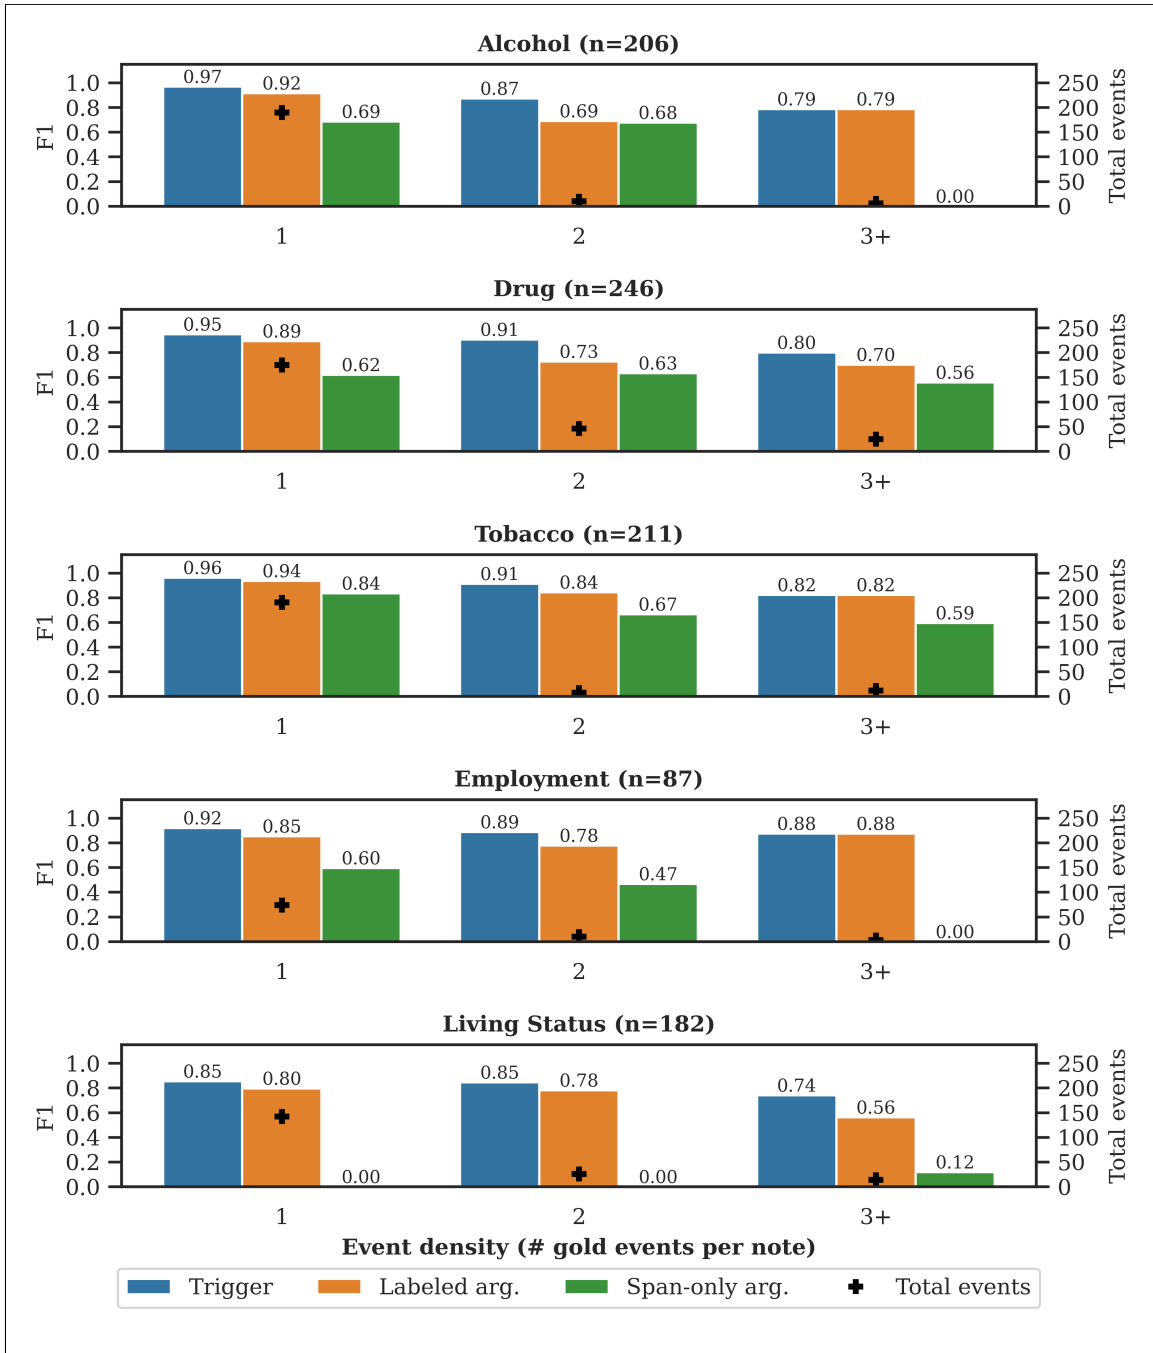 Alcohol (n=206)
0.97 0.92 0.69 0.87 0.69 0.68 0.79 0.79 0.00
1.0 0.8 0.6 0.4 0.2 0.0
F1
250 200 150 100 50 0
Total events
1 2 3+
Drug (n=246)
0.95 0.89 0.62 0.91 0.73 0.63 0.80 0.70 0.56
1.0 0.8 0.6 0.4 0.2 0.0
F1
250 200 150 100 50 0
Total events
1 2 3+
Tobacco (n=211)
0.96 0.94 0.84 0.91 0.84 0.67 0.82 0.82 0.59
1.0 0.8 0.6 0.4 0.2 0.0
F1
250 200 150 100 50 0
Total events
1 2 3+
Employment (n=87)
0.92 0.85 0.60 0.89 0.78 0.47 0.88 0.88 0.00
1.0 0.8 0.6 0.4 0.2 0.0
F1
250 200 150 100 50 0
Total events
1 2 3+
Living Status (n=182)
0.85 0.80 0.00 0.85 0.78 0.00 0.74 0.56 0.12
1.0 0.8 0.6 0.4 0.2 0.0
F1
250 200 150 100 50 0
Total events
1 2 3+
Event density (# gold events per note)
Trigger Labeled arg. Span-only arg. Total events